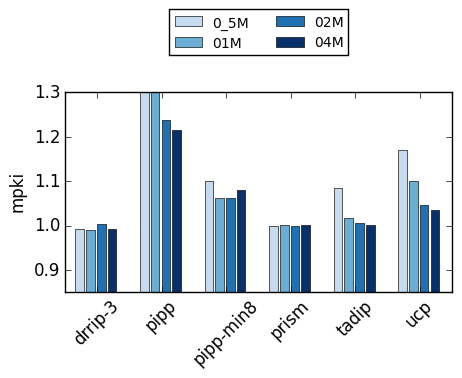 0_5M 02M
01M 04M
mpki
1.3
1.2
1.1
1.0
0.9
drrip-3 pipp pipp-min8 prism tadip ucp